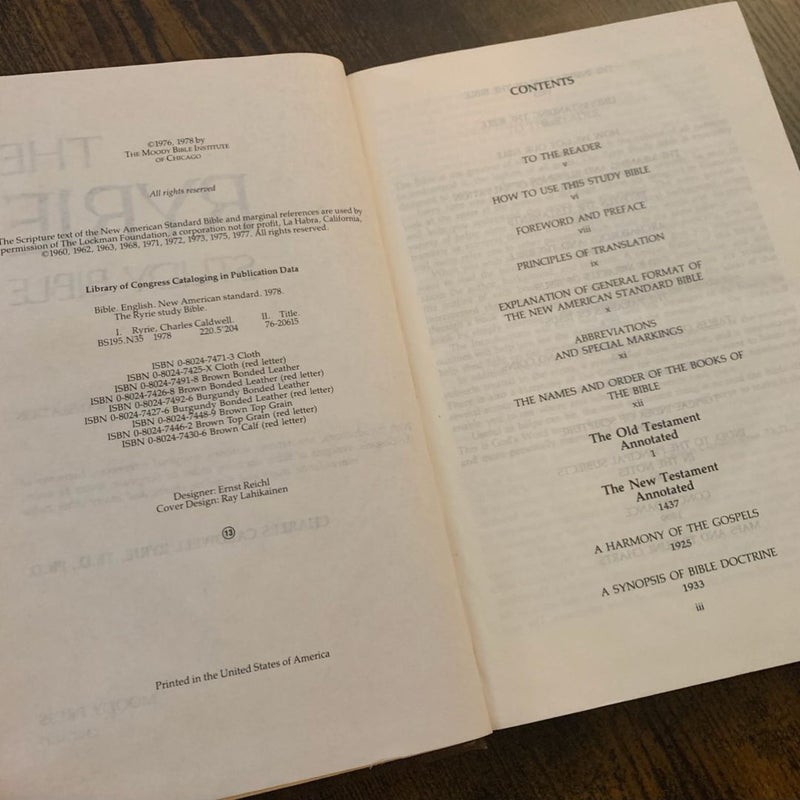 ©1976, 1978 by
THE MOODY BIBLE INSTITUTE
OF CHICAGO
All rights reserved
The Scripture text of the New American Standard Bible and marginal references are used by
permission of The Lockman Foundation, a corporation not for profit, La Habra, California,
©1960, 1962, 1963, 1968, 1971, 1972, 1973, 1975, 1977. All rights reserved.
Library of Congress Cataloging in Publication Data
Bible. English. New American standard. 1978.
The Ryrie study Bible.
I. Ryrie, Charles Caldwell. II. Title.
BS195.N35 1978 220.5'204 76-20615
ISBN 0-8024-7471-3 Cloth
ISBN 0-8024-7425-X Cloth (red letter)
ISBN 0-8024-7491-8 Brown Bonded Leather
ISBN 0-8024-7426-8 Brown Bonded Leather (red letter)
ISBN 0-8024-7492-6 Burgundy Bonded Leather
ISBN 0-8024-7427-6 Burgundy Bonded Leather (red letter)
ISBN 0-8024-7448-9 Brown Top Grain
ISBN 0-8024-7446-2 Brown Top Grain (red letter)
ISBN 0-8024-7430-6 Brown Calf (red letter)
Designer: Ernst Reichl
Cover Design: Ray Lahikainen
13
Printed in the United States of America
CONTENTS
TO THE READER
v
HOW TO USE THIS STUDY BIBLE
vi
FOREWORD AND PREFACE
viii
PRINCIPLES OF TRANSLATION
ix
EXPLANATION OF GENERAL FORMAT OF
THE NEW AMERICAN STANDARD BIBLE
x
ABBREVIATIONS
AND SPECIAL MARKINGS
xi
THE NAMES AND ORDER OF THE BOOKS OF
THE BIBLE
xii
The Old Testament
Annotated
1
The New Testament
Annotated
1437
A HARMONY OF THE GOSPELS
1925
A SYNOPSIS OF BIBLE DOCTRINE
1933
iii